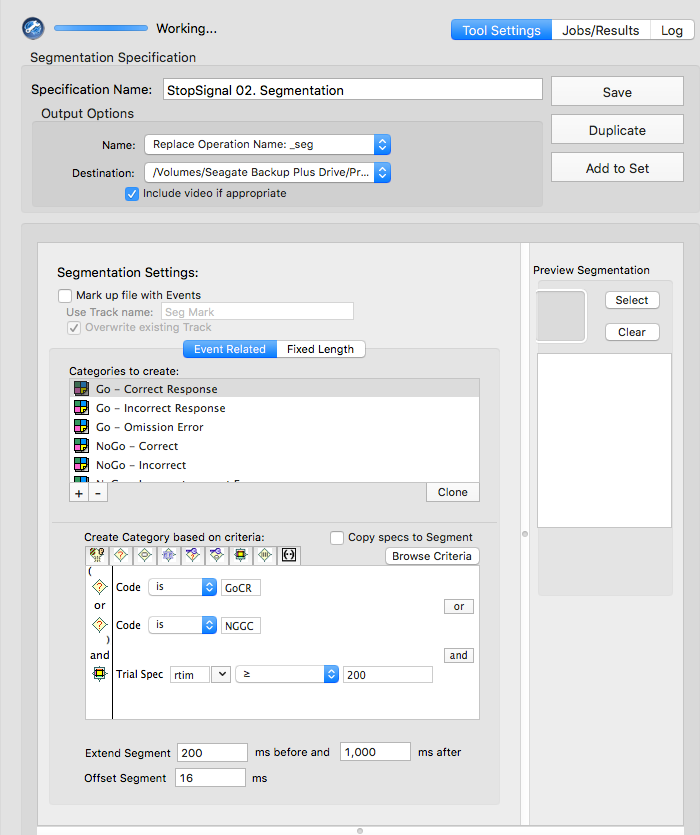 Working...
Tool Settings Jobs/Results Log
Segmentation Specification
Specification Name: StopSignal 02. Segmentation
Save
Output Options
Duplicate
Name: Replace Operation Name: _seg
Add to Set
Destination: /Volumes/Seagate Backup Plus Drive/Pr...
Include video if appropriate
Segmentation Settings:
Preview Segmentation
Mark up file with Events
Select
Use Track name: Seg Mark
Overwrite existing Track
Clear
Event Related Fixed Length
Categories to create:
Go – Correct Response
Go – Incorrect Response
Go – Omission Error
NoGo – Correct
NoGo – Incorrect
+ - Clone
Create Category based on criteria: Copy specs to Segment
Browse Criteria
(
Code is GoCR
or or
Code is NGGC
)
and and
Trial Spec rtim ≥ 200
Extend Segment 200 ms before and 1,000 ms after
Offset Segment 16 ms